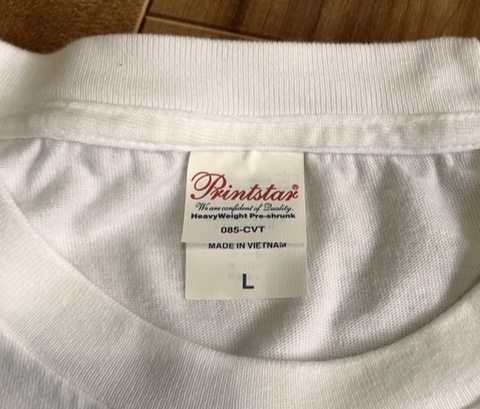 Printstar®
We are confident of Quality.
HeavyWeight Pre-shrunk
085-CVT
MADE IN VIETNAM
L